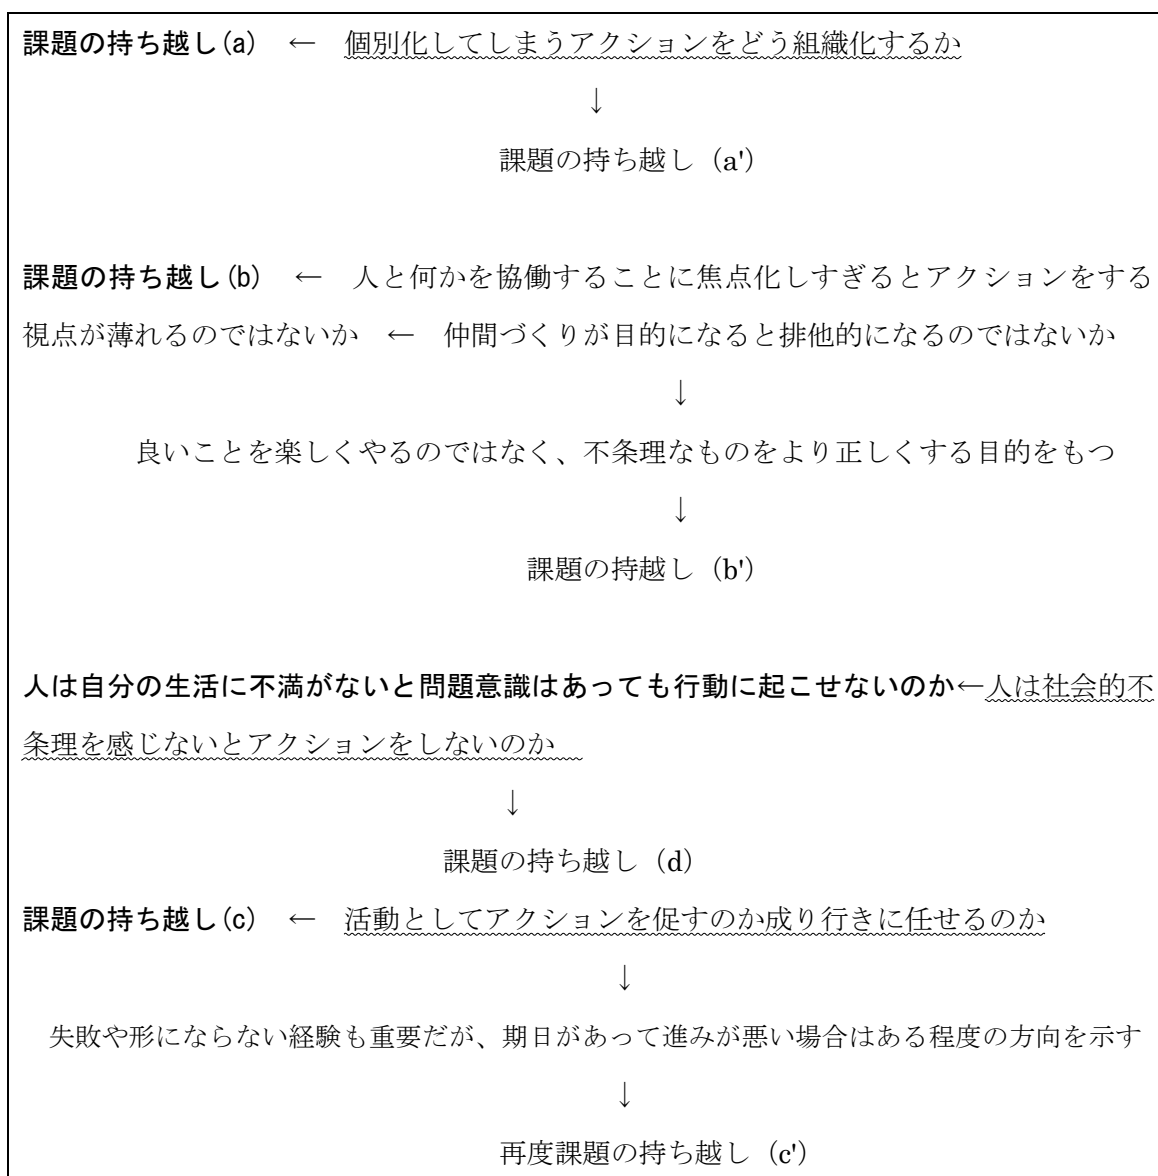 課題の持ち越し(a) ← 個別化してしまうアクションをどう組織化するか
↓
課題の持ち越し（a'）
課題の持ち越し(b) ← 人と何かを協働することに焦点化しすぎるとアクションをする
視点が薄れるのではないか ← 仲間づくりが目的になると排他的になるのではないか
↓
良いことを楽しくやるのではなく、不条理なものをより正しくする目的をもつ
↓
課題の持越し（b'）
人は自分の生活に不満がないと問題意識はあっても行動に起こせないのか←人は社会的不
条理を感じないとアクションをしないのか
↓
課題の持ち越し（d）
課題の持ち越し(c) ← 活動としてアクションを促すのか成り行きに任せるのか
↓
失敗や形にならない経験も重要だが、期日があって進みが悪い場合はある程度の方向を示す
↓
再度課題の持ち越し（c'）